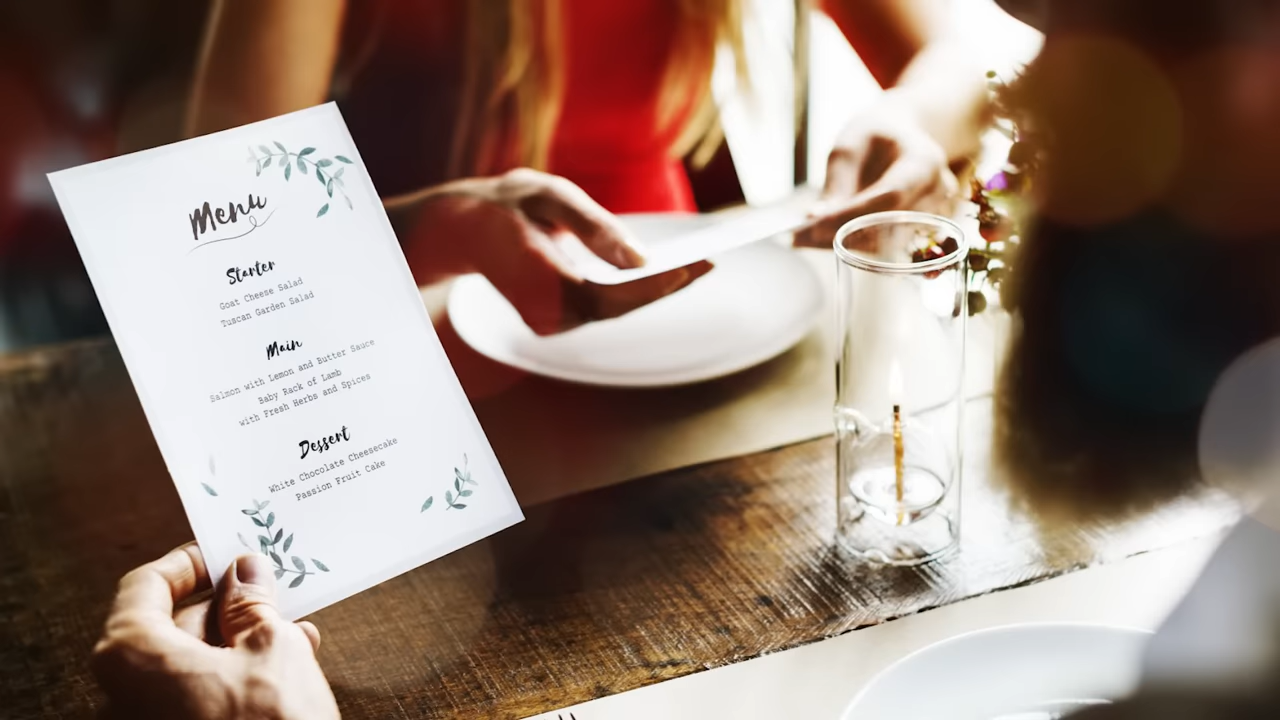 Menu
Starter
Goat Cheese Salad
Tuscan Garden Salad
Main
Salmon with Lemon and Butter Sauce
Baby Rack of Lamb
with Fresh Herbs and Spices
Dessert
White Chocolate Cheesecake
Passion Fruit Cake